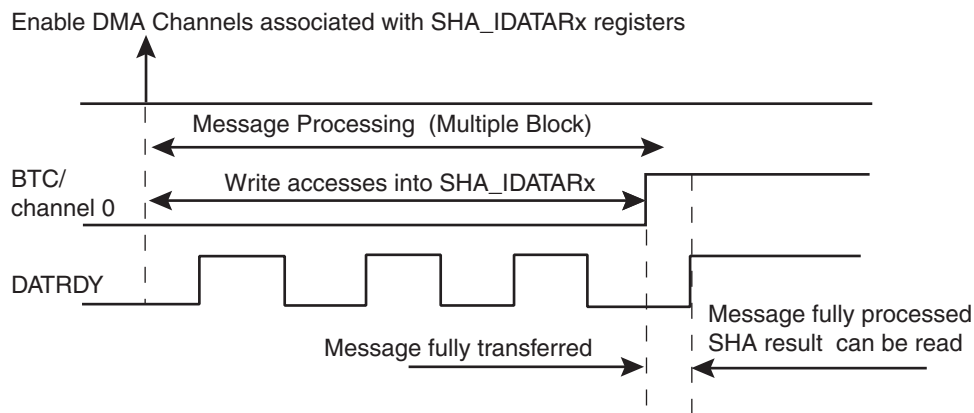 Enable DMA Channels associated with SHA_IDATARx registers
Message Processing (Multiple Block)
BTC/
channel 0
Write accesses into SHA_IDATARx
DATRDY
Message fully transferred
Message fully processed
SHA result can be read